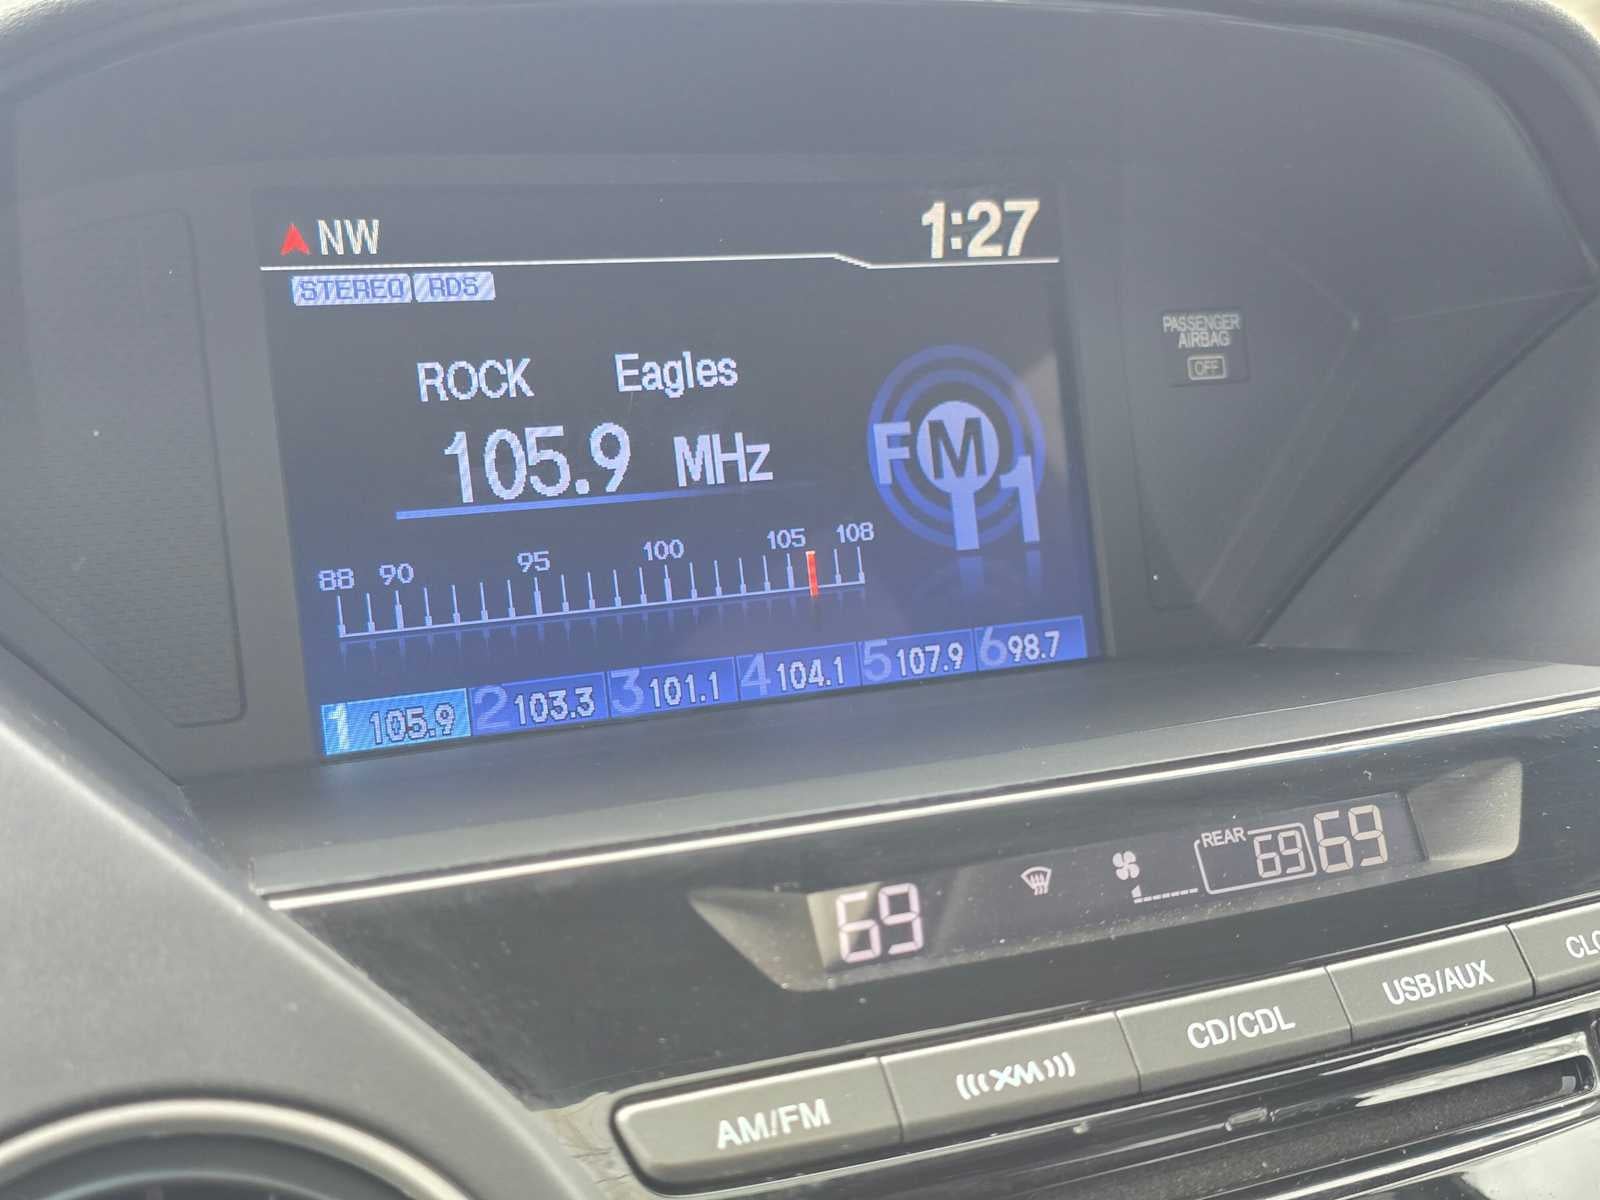 NW 1:27
STEREO RDS
PASSENGER
AIRBAG
OFF
ROCK Eagles
105.9 MHz
FM1
88 90 95 100 105 108
1 105.9 2 103.3 3 101.1 4 104.1 5 107.9 6 98.7
69 REAR 69 69
AM/FM (((XM))) CD/CDL USB/AUX